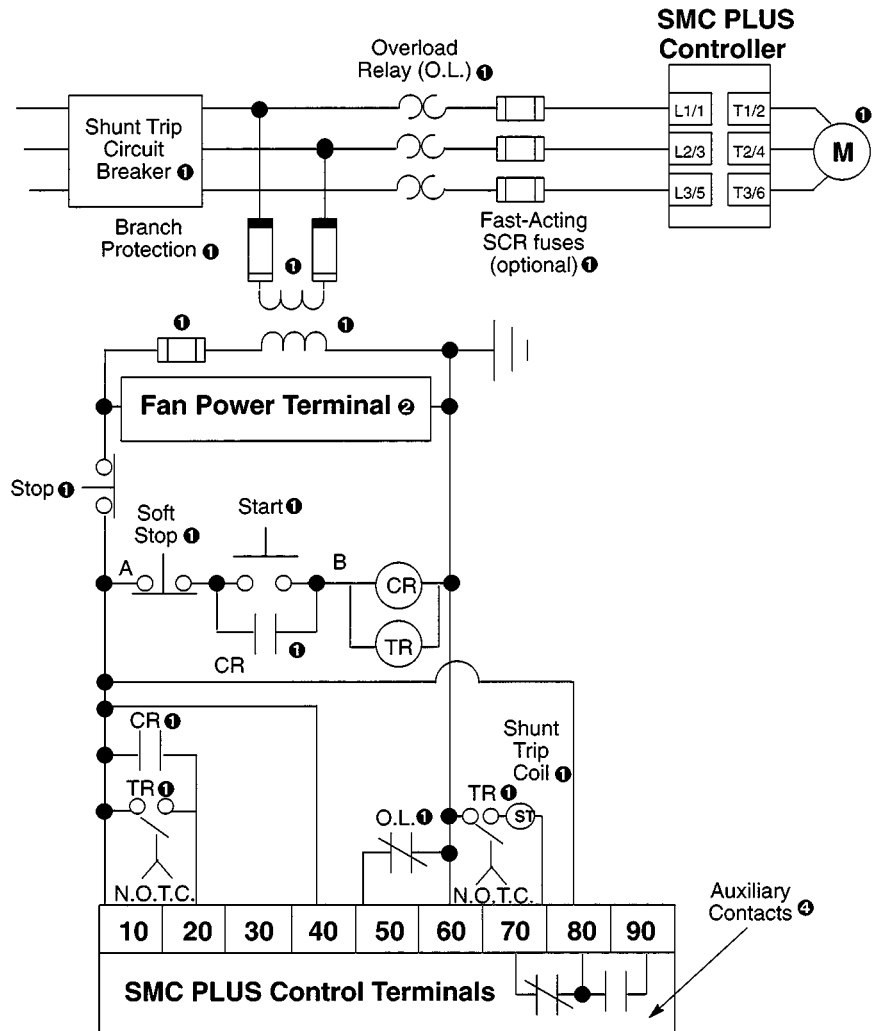 SMC PLUS
Controller
Overload
Relay (O.L.) ❶
Shunt Trip
Circuit
Breaker ❶
L1/1 T1/2
L2/3 T2/4
L3/5 T3/6
❶
M
Branch
Protection ❶
❶
Fast-Acting
SCR fuses
(optional) ❶
❶
❶
Fan Power Terminal ❷
Stop ❶
Soft
Stop ❶
Start ❶
A
B
CR
TR
CR
❶
CR ❶
TR ❶
N.O.T.C.
O.L. ❶
Shunt
Trip
Coil ❶
TR ❶
ST
N.O.T.C.
Auxiliary
Contacts ❹
10 20 30 40 50 60 70 80 90
SMC PLUS Control Terminals